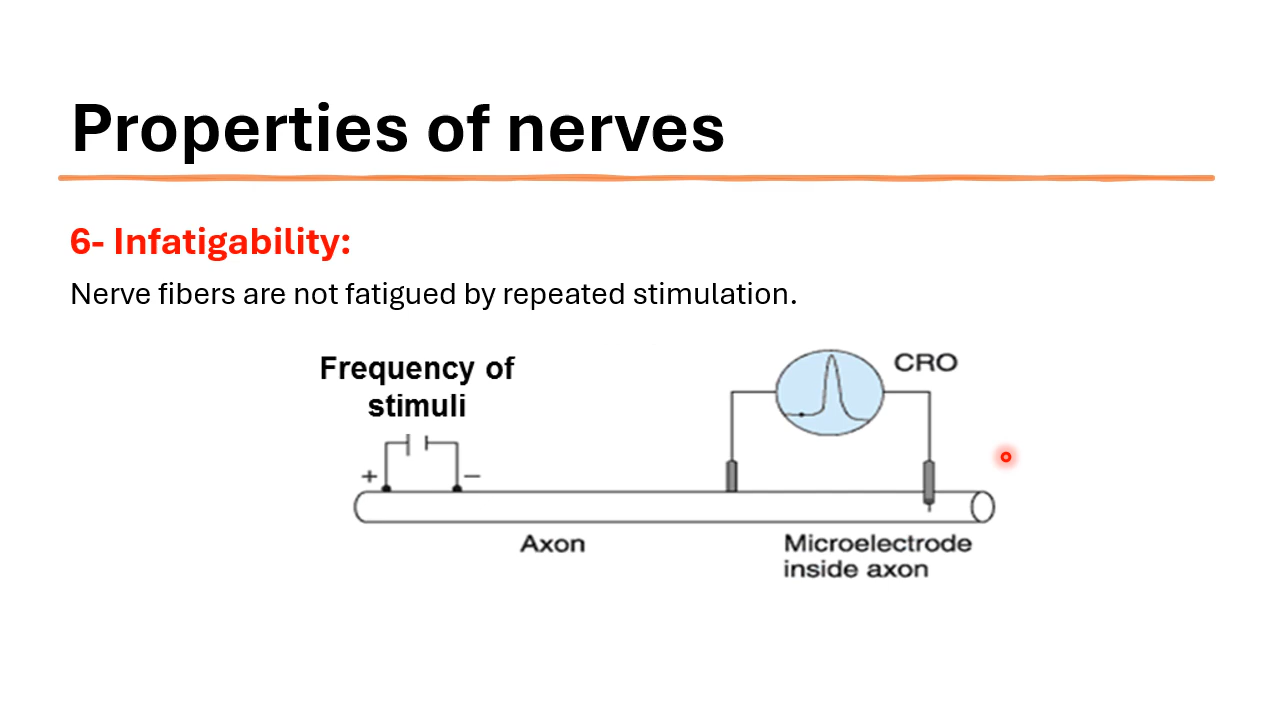 Properties of nerves
6- Infatigability:
Nerve fibers are not fatigued by repeated stimulation.
Frequency of
stimuli
CRO
+
−
Axon
Microelectrode
inside axon